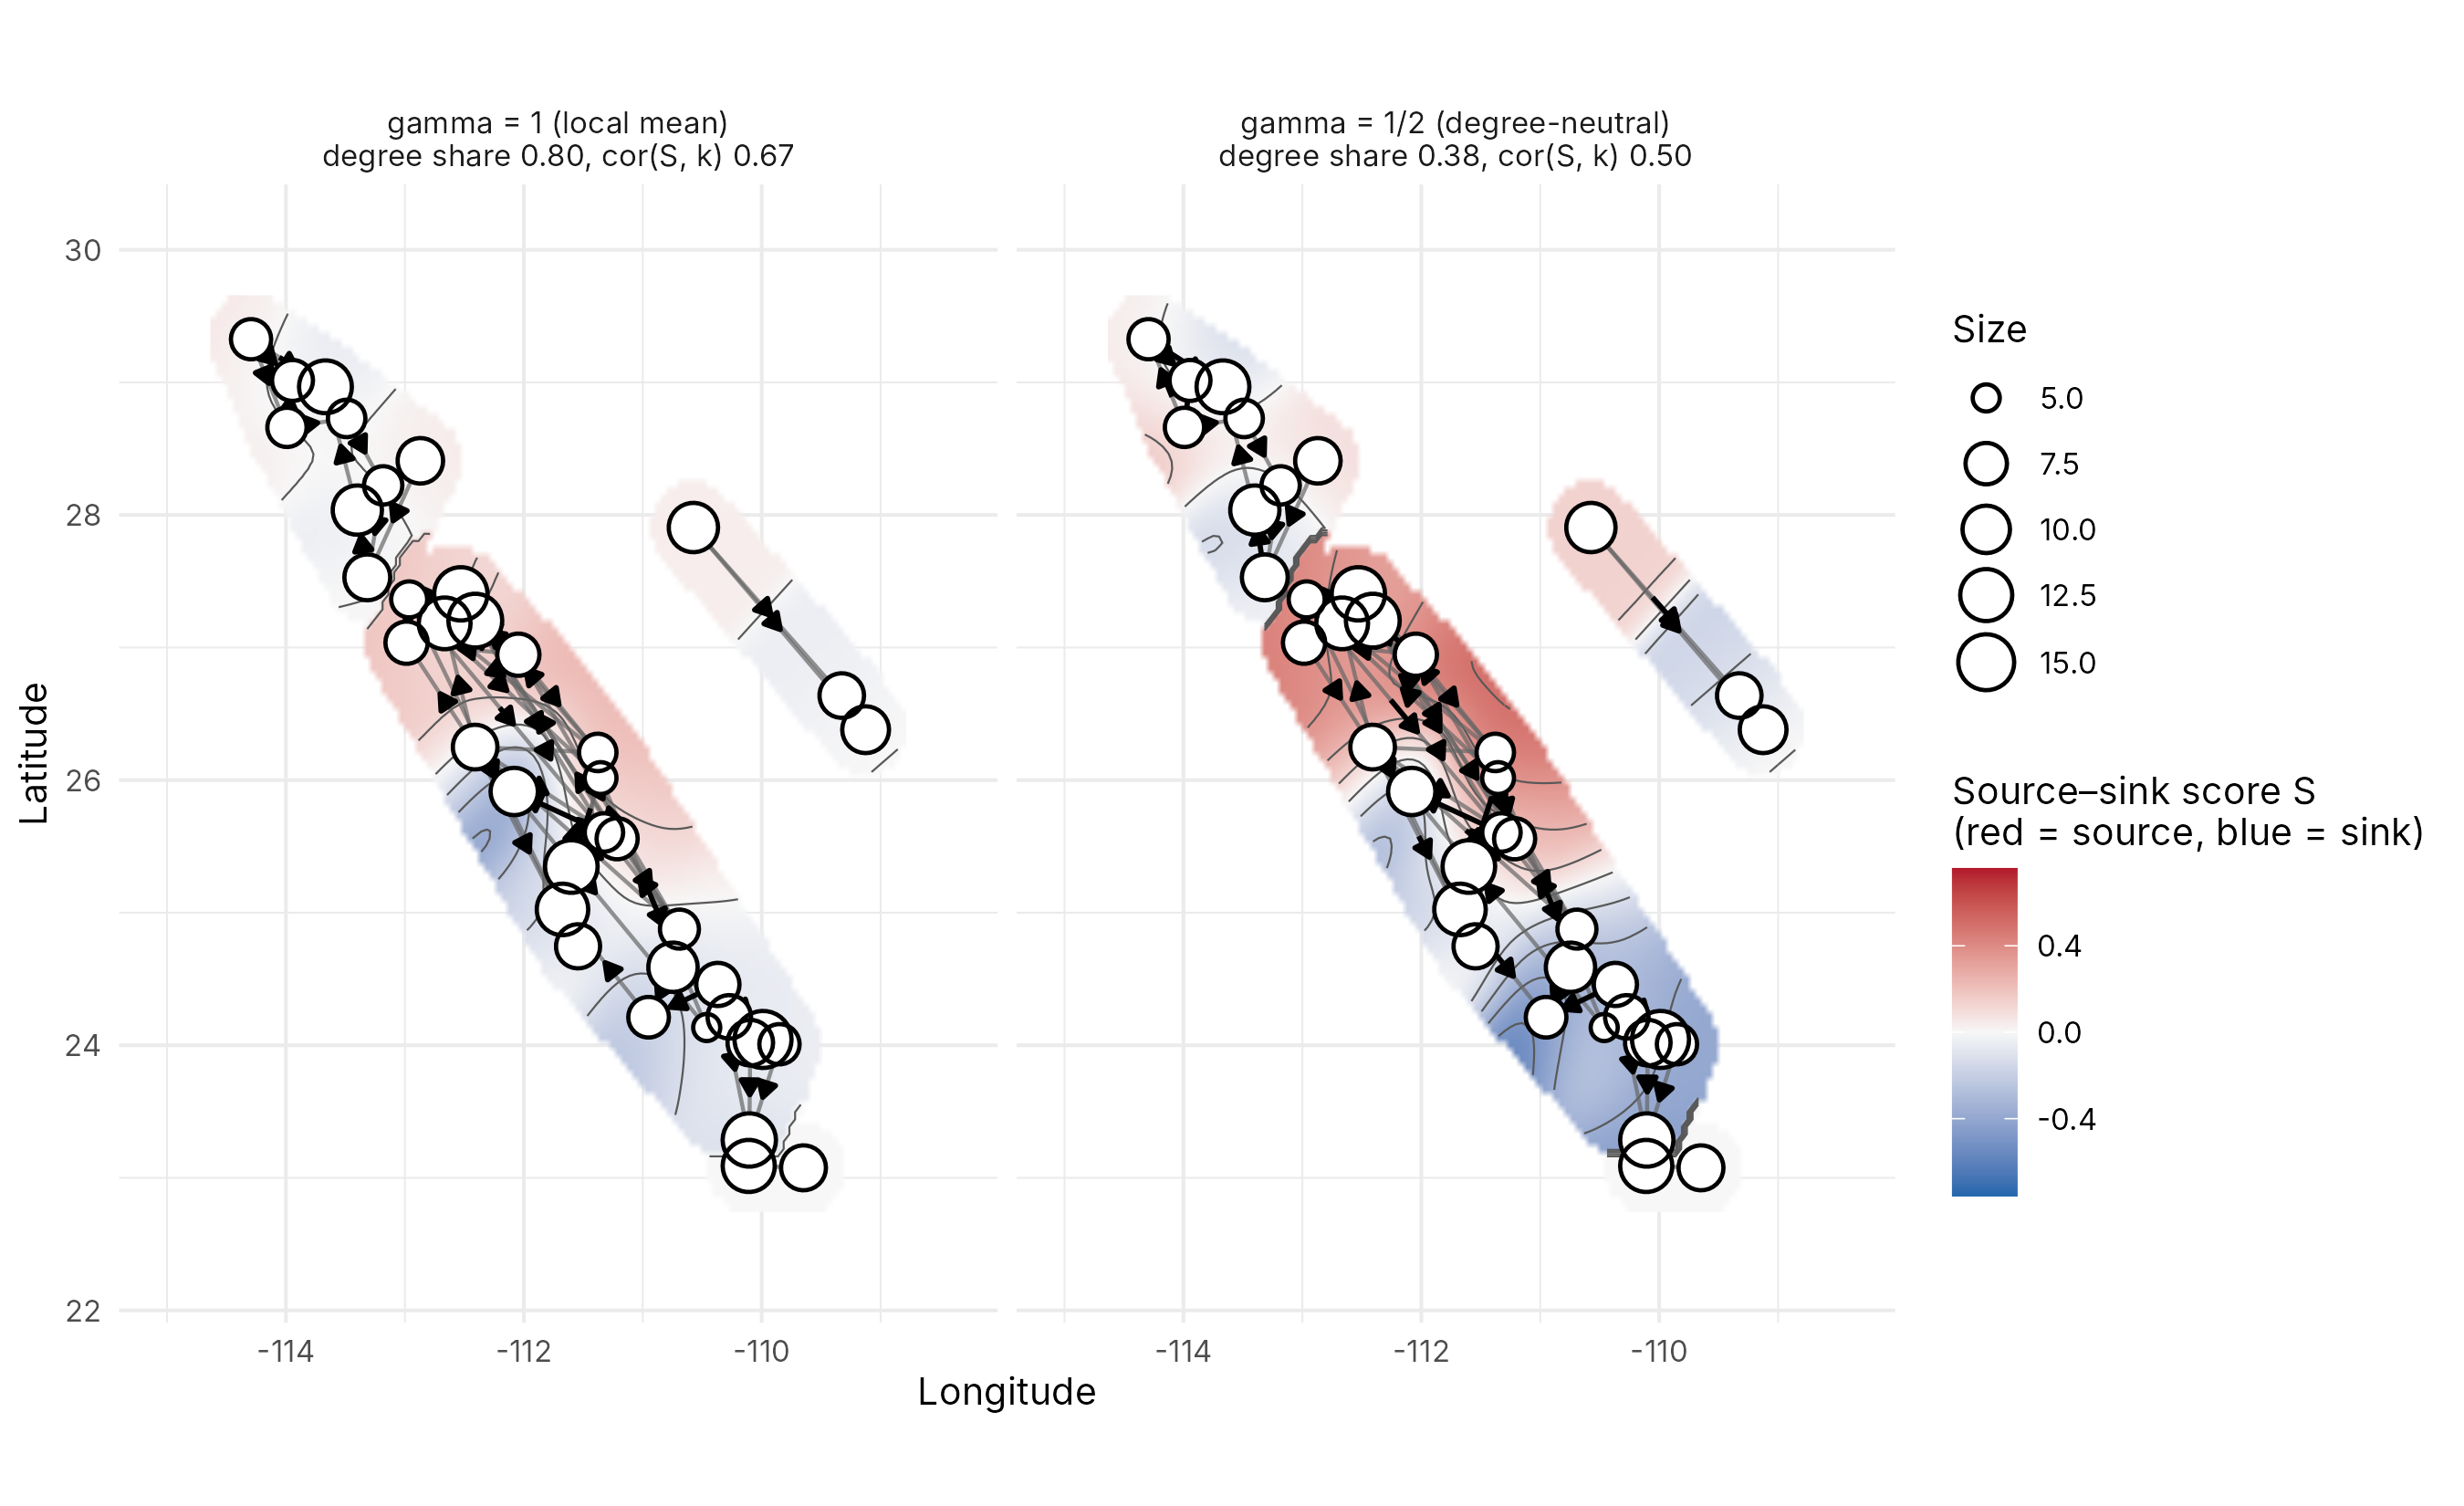 gamma = 1 (local mean)
degree share 0.80, cor(S, k) 0.67
gamma = 1/2 (degree-neutral)
degree share 0.38, cor(S, k) 0.50
30
28
26
24
22
Latitude
-114
-112
-110
-114
-112
-110
Longitude
Size
5.0
7.5
10.0
12.5
15.0
Source–sink score S
(red = source, blue = sink)
0.4
0.0
-0.4